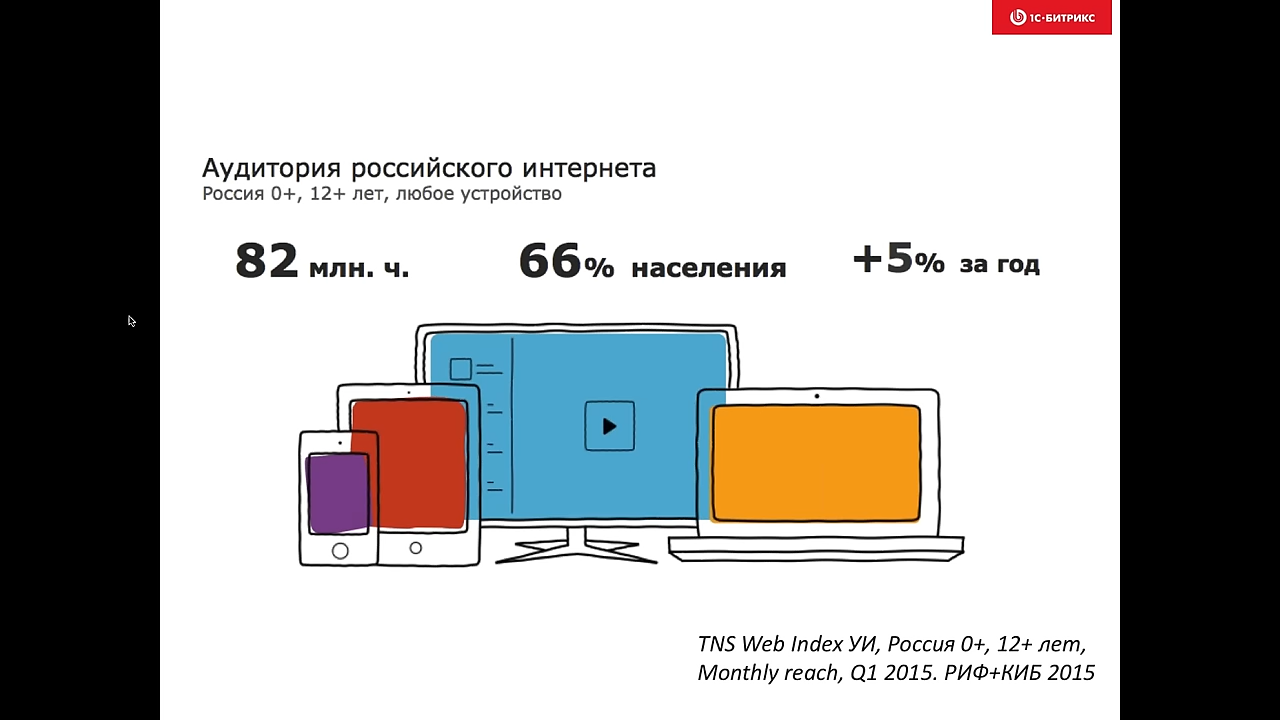 1С-БИТРИКС
Аудитория российского интернета
Россия 0+, 12+ лет, любое устройство
82 млн. ч. 66% населения +5% за год
TNS Web Index УИ, Россия 0+, 12+ лет,
Monthly reach, Q1 2015. РИФ+КИБ 2015